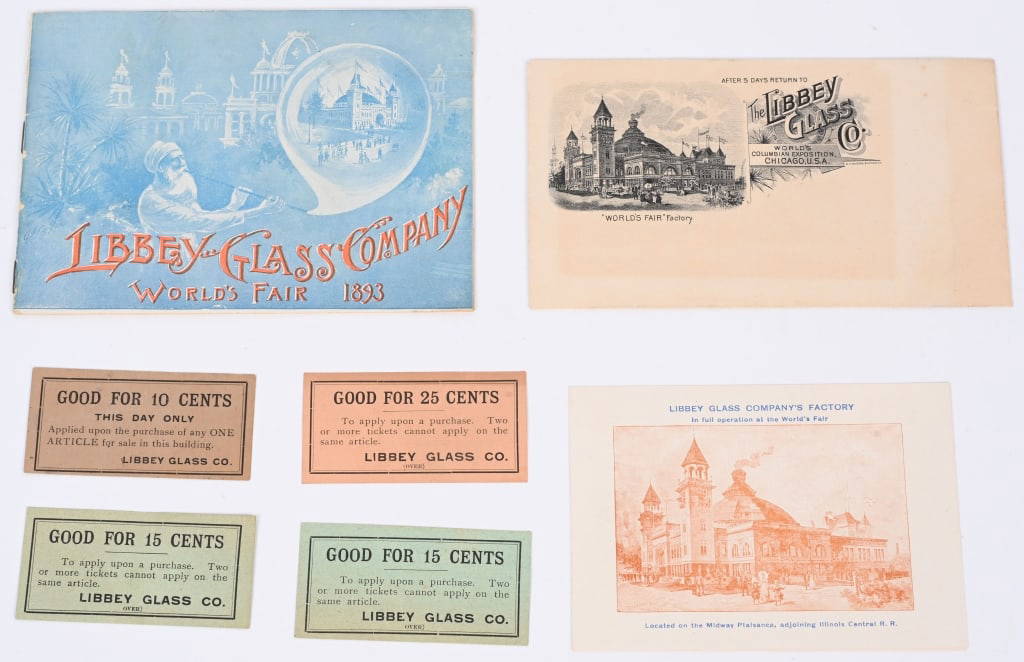 LIBBEY GLASS COMPANY
WORLD'S FAIR 1893
AFTER 5 DAYS RETURN TO
The LIBBEY
GLASS
CO.
WORLD'S
COLUMBIAN EXPOSITION,
CHICAGO, U.S.A.
"WORLD'S FAIR" Factory
GOOD FOR 10 CENTS
THIS DAY ONLY
Applied upon the purchase of any ONE
ARTICLE for sale in this building.
LIBBEY GLASS CO.
GOOD FOR 25 CENTS
To apply upon a purchase. Two
or more tickets cannot apply on the
same article.
LIBBEY GLASS CO.
(OVER)
GOOD FOR 15 CENTS
To apply upon a purchase. Two
or more tickets cannot apply on the
same article.
LIBBEY GLASS CO.
OVER)
GOOD FOR 15 CENTS
To apply upon a purchase. Two
or more tickets cannot apply on the
same article.
LIBBEY GLASS CO.
(OVER)
LIBBEY GLASS COMPANY'S FACTORY
In full operation at the World's Fair
Located on the Midway Plaisance, adjoining Illinois Central R. R.